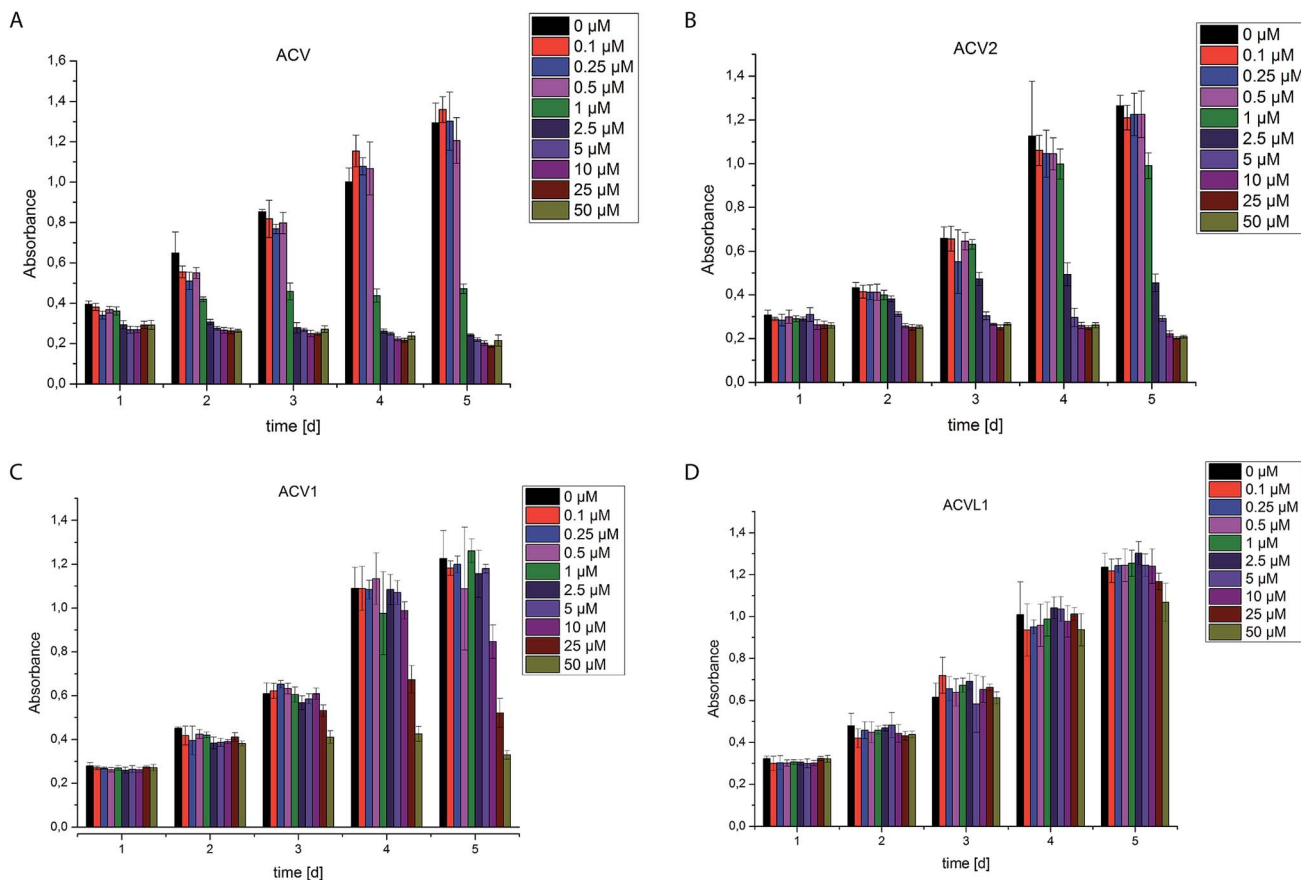 A
ACV
0 µM
0.1 µM
0.25 µM
0.5 µM
1 µM
2.5 µM
5 µM
10 µM
25 µM
50 µM
1,6
1,4
1,2
1,0
0,8
0,6
0,4
0,2
0,0
Absorbance
1 2 3 4 5
time [d]
B
ACV2
0 µM
0.1 µM
0.25 µM
0.5 µM
1 µM
2.5 µM
5 µM
10 µM
25 µM
50 µM
1,4
1,2
1,0
0,8
0,6
0,4
0,2
0,0
Absorbance
1 2 3 4 5
time [d]
C
ACV1
0 µM
0.1 µM
0.25 µM
0.5 µM
1 µM
2.5 µM
5 µM
10 µM
25 µM
50 µM
1,4
1,2
1,0
0,8
0,6
0,4
0,2
0,0
Absorbance
1 2 3 4 5
time [d]
D
ACVL1
0 µM
0.1 µM
0.25 µM
0.5 µM
1 µM
2.5 µM
5 µM
10 µM
25 µM
50 µM
1,4
1,2
1,0
0,8
0,6
0,4
0,2
0,0
Absorbance
1 2 3 4 5
time [d]